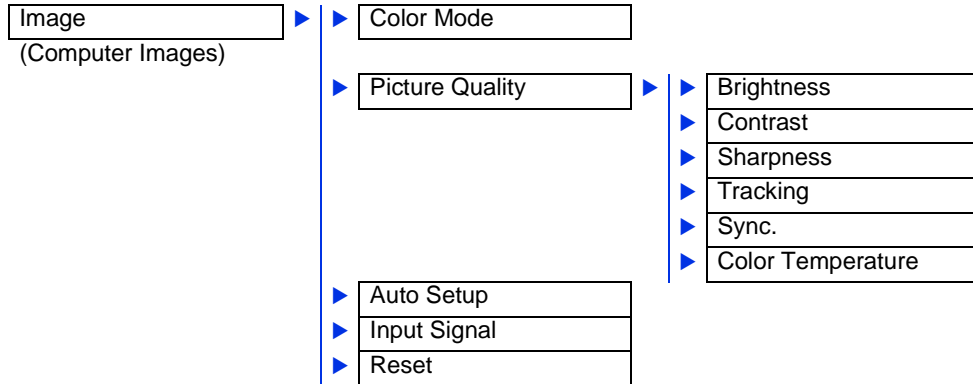 Image
(Computer Images)
Color Mode
Picture Quality
Brightness
Contrast
Sharpness
Tracking
Sync.
Color Temperature
Auto Setup
Input Signal
Reset